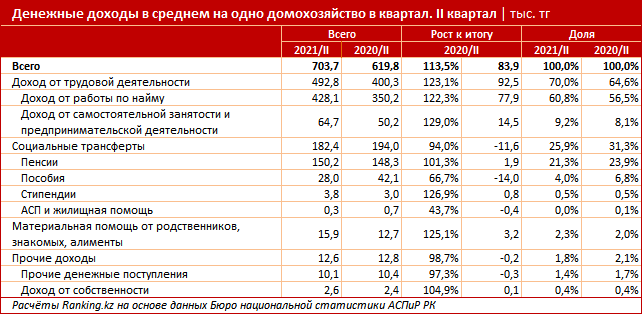 Денежные доходы в среднем на одно домохозяйство в квартал. II квартал | тыс. тг
Всего Рост к итогу Доля
2021/II 2020/II 2020/II 2021/II 2020/II
Всего 703,7 619,8 113,5% 83,9 100,0% 100,0%
Доход от трудовой деятельности 492,8 400,3 123,1% 92,5 70,0% 64,6%
Доход от работы по найму 428,1 350,2 122,3% 77,9 60,8% 56,5%
Доход от самостоятельной занятости и
предпринимательской деятельности 64,7 50,2 129,0% 14,5 9,2% 8,1%
Социальные трансферты 182,4 194,0 94,0% -11,6 25,9% 31,3%
Пенсии 150,2 148,3 101,3% 1,9 21,3% 23,9%
Пособия 28,0 42,1 66,7% -14,0 4,0% 6,8%
Стипендии 3,8 3,0 126,9% 0,8 0,5% 0,5%
АСП и жилищная помощь 0,3 0,7 43,7% -0,4 0,0% 0,1%
Материальная помощь от родственников,
знакомых, алименты 15,9 12,7 125,1% 3,2 2,3% 2,0%
Прочие доходы 12,6 12,8 98,7% -0,2 1,8% 2,1%
Прочие денежные поступления 10,1 10,4 97,3% -0,3 1,4% 1,7%
Доход от собственности 2,6 2,4 104,9% 0,1 0,4% 0,4%
Расчёты Ranking.kz на основе данных Бюро национальной статистики АСПиР РК